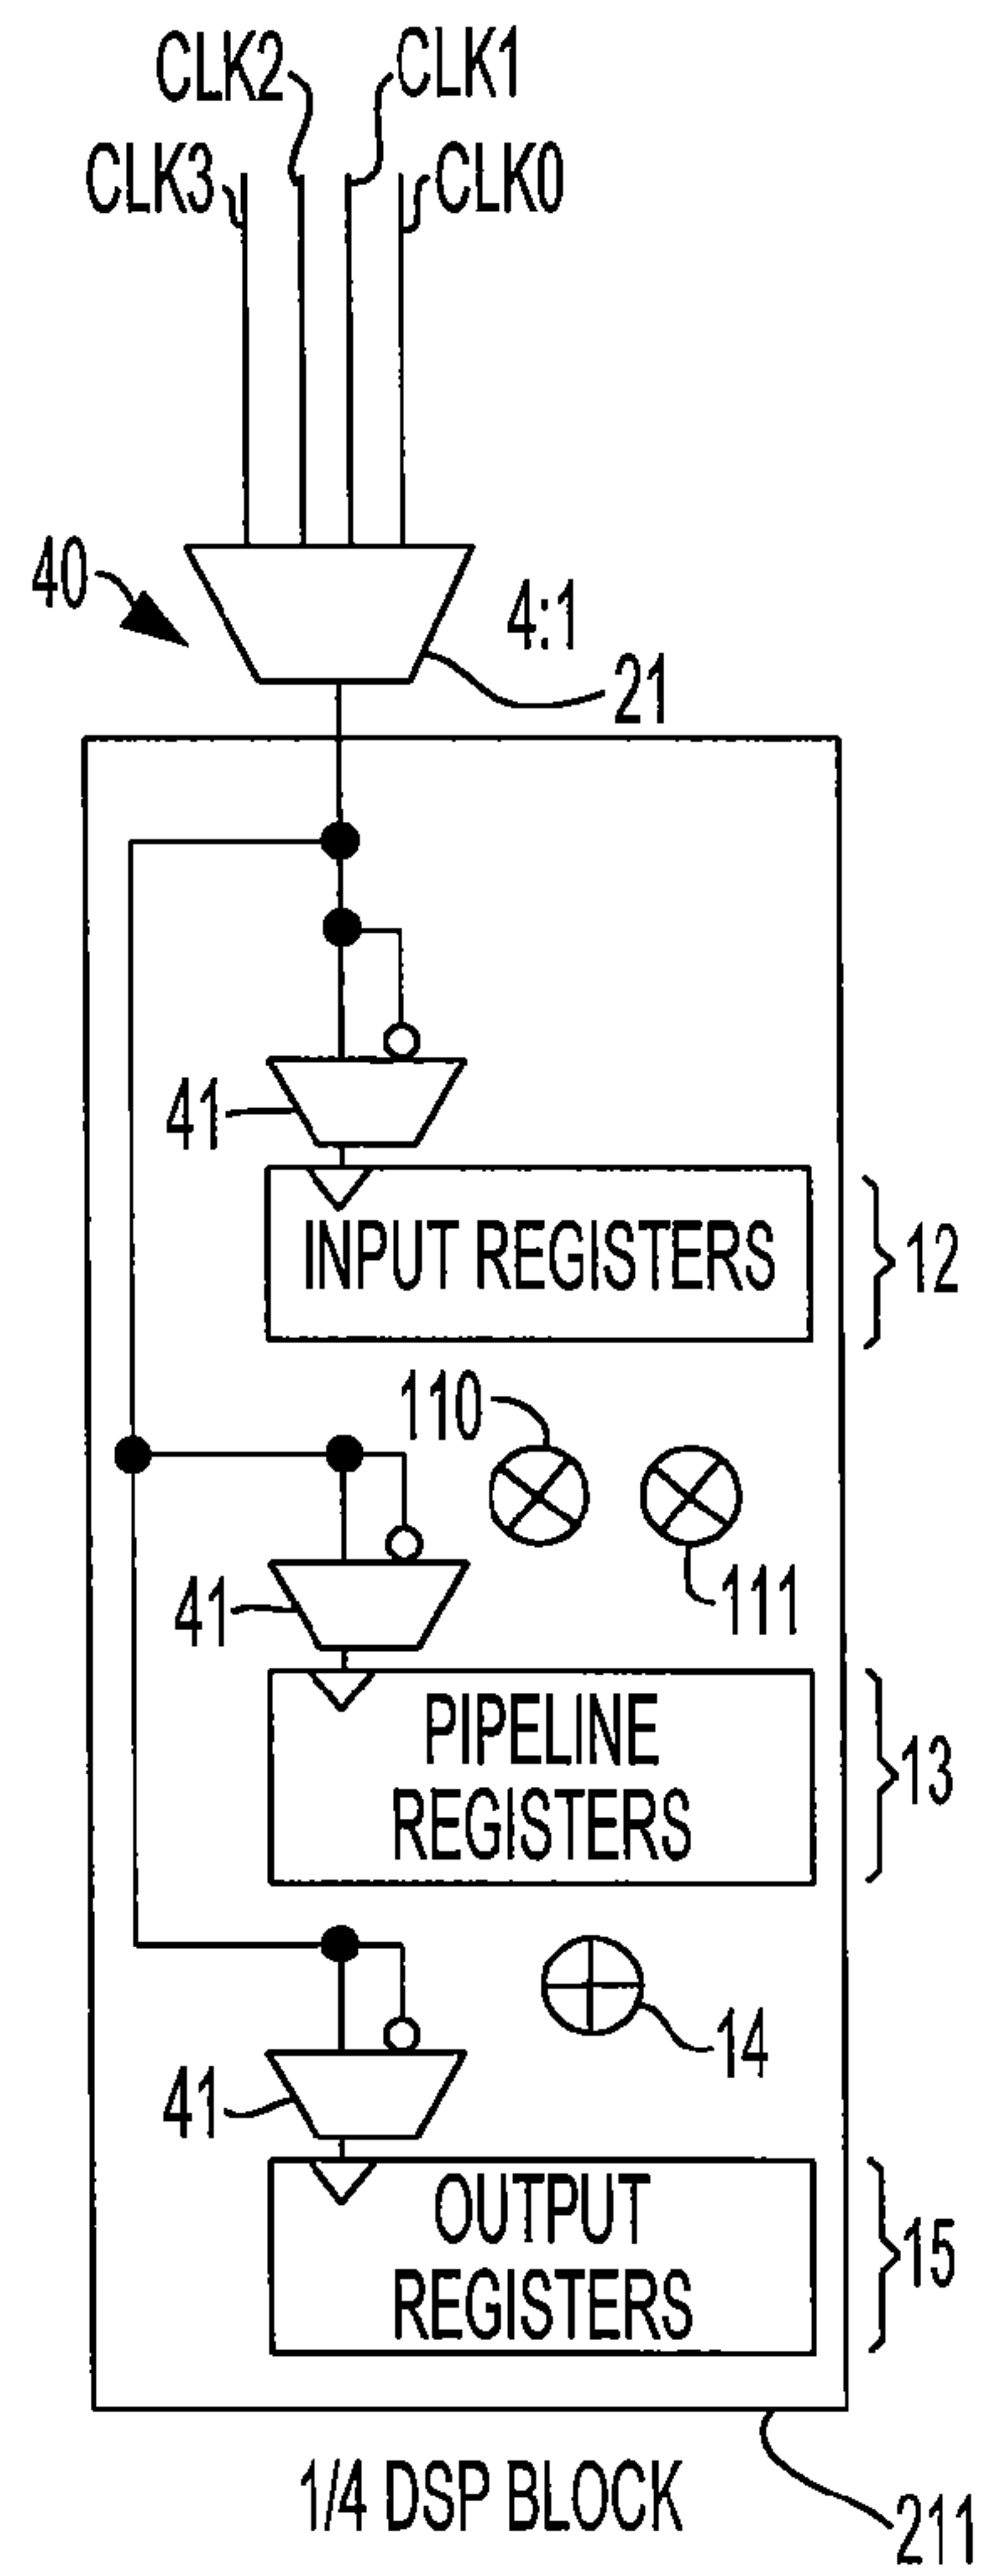 CLK2 CLK1
CLK3 CLK0
40
4:1
21
41
INPUT REGISTERS
12
110
111
41
PIPELINE
REGISTERS
13
14
41
OUTPUT
REGISTERS
15
1/4 DSP BLOCK
211